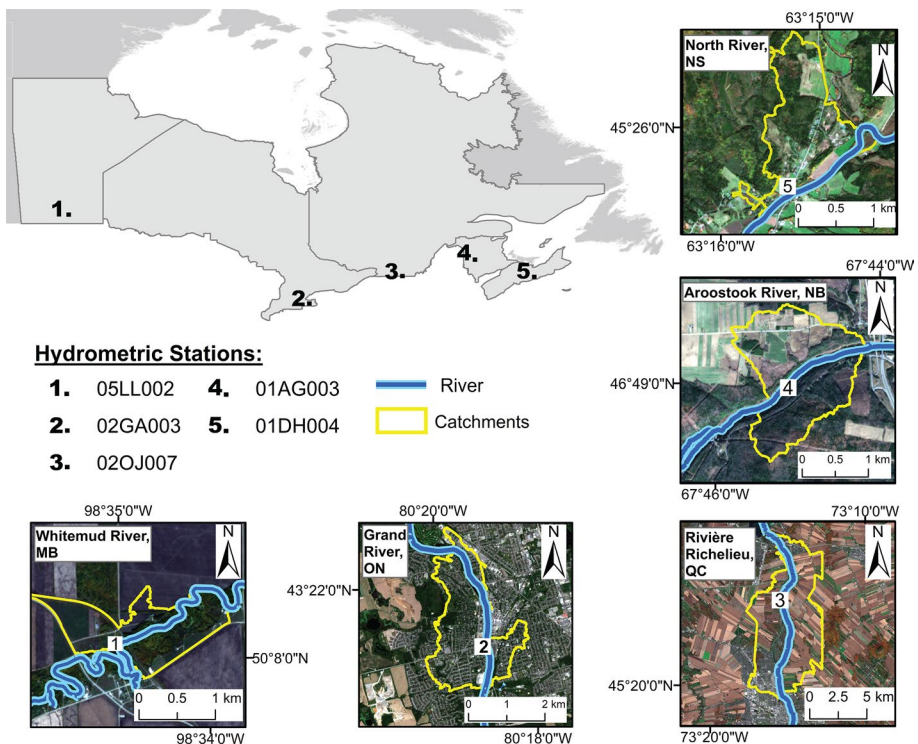 63°15'0"W
North River,
NS
N
45°26'0"N
5
0 0.5 1 km
63°16'0"W
1.
2.
3.
4.
5.
67°44'0"W
Aroostook River, NB
N
46°49'0"N
4
0 0.5 1 km
67°46'0"W
Hydrometric Stations:
1. 05LL002
2. 02GA003
3. 02OJ007
4. 01AG003
5. 01DH004
River
Catchments
98°35'0"W
Whitemud River,
MB
N
1
50°8'0"N
0 0.5 1 km
98°34'0"W
80°20'0"W
Grand
River,
ON
N
43°22'0"N
2
0 1 2 km
80°18'0"W
73°10'0"W
Rivière
Richelieu,
QC
N
3
45°20'0"N
0 2.5 5 km
73°20'0"W